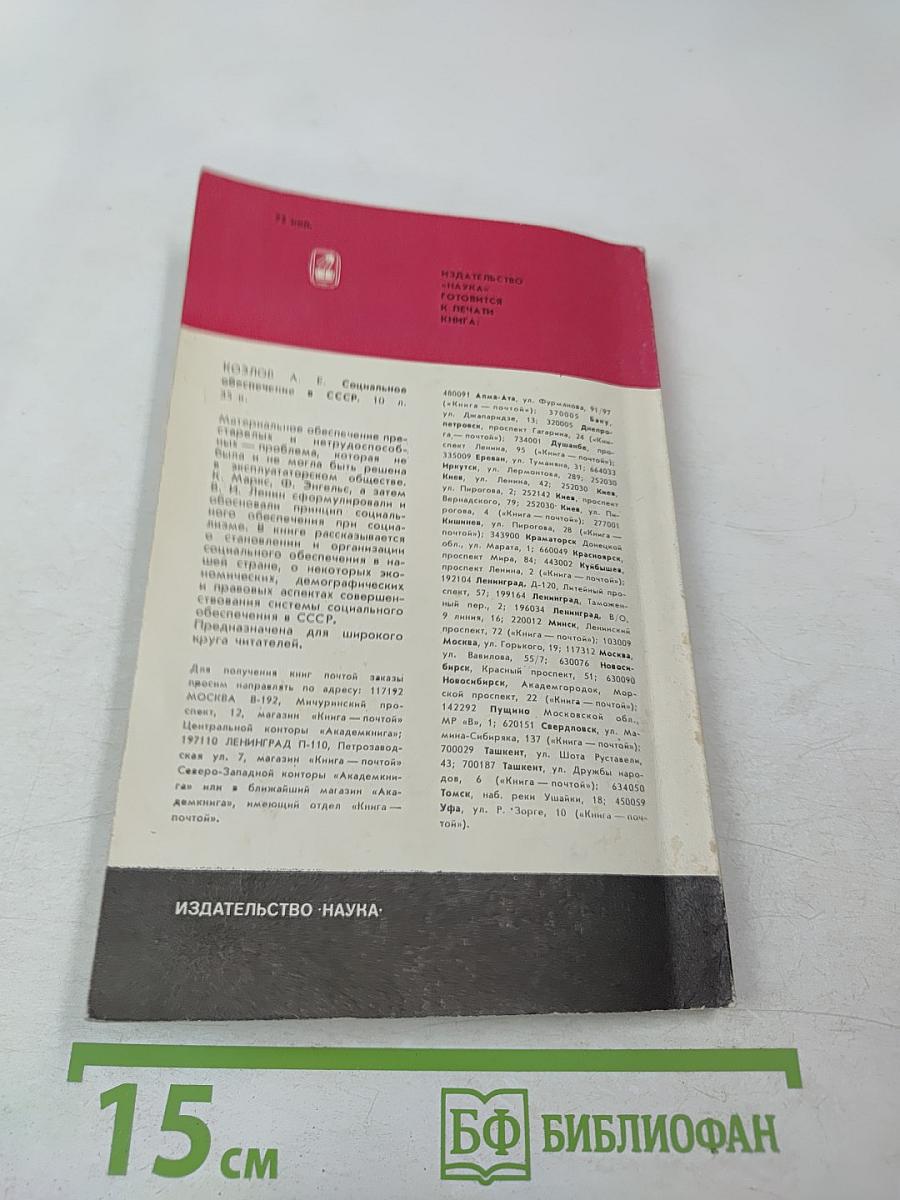 коп.
ИЗДАТЕЛЬСТВО
«НАУКА»
ГОТОВИТСЯ
К ПЕЧАТИ
КНИГА:
КОЗЛОВ А. Е. Социальное
обеспечение в СССР. 10 л.
35 к.
Материальное обеспечение пре-
старелых и нетрудоспособ-
ных — проблема, которая не
была и не могла быть решена
в эксплуататорском обществе.
К. Маркс, Ф. Энгельс, а затем
В. И. Ленин сформулировали и
обосновали принцип социаль-
ного обеспечения при социа-
лизме. В книге рассказывается
о становлении и организации
социального обеспечения в на-
шей стране, о некоторых эко-
номических, демографических
и правовых аспектах совершен-
ствования системы социального
обеспечения в СССР.
Предназначена для широкого
круга читателей.
Для получения книг почтой заказы
просим направлять по адресу: 117192
МОСКВА В-192, Мичуринский про-
спект, 12, магазин «Книга — почтой»
Центральной конторы «Академкнига»;
197110 ЛЕНИНГРАД П-110, Петрозавод-
ская ул. 7, магазин «Книга — почтой»
Северо-Западной конторы «Академкни-
га» или в ближайший магазин «Ака-
демкнига», имеющий отдел «Книга —
почтой».
480091 Алма-Ата, ул. Фурманова, 91/97
(«Книга — почтой»); 370005 Баку,
ул. Джапаридзе, 13; 320005 Днепро-
петровск, проспект Гагарина, 24 («Кни-
га — почтой»); 734001 Душанбе, про-
спект Ленина, 95 («Книга — почтой»);
335009 Ереван, ул. Туманяна, 31; 664033
Иркутск, ул. Лермонтова, 289; 252030
Киев, ул. Ленина, 42; 252030 Киев,
ул. Пирогова, 2; 252142 Киев, проспект
Вернадского, 79; 252030 Киев, ул. Пи-
рогова, 4 («Книга — почтой»); 277001
Кишинев, ул. Пирогова, 28 («Книга —
почтой»); 343900 Краматорск Донецкой
обл., ул. Марата, 1; 660049 Красноярск,
проспект Мира, 84; 443002 Куйбышев,
проспект Ленина, 2 («Книга — почтой»);
192104 Ленинград, Д-120, Литейный про-
спект, 57; 199164 Ленинград, Таможен-
ный пер., 2; 196034 Ленинград, В/О,
9 линия, 16; 220012 Минск, Ленинский
проспект, 72 («Книга — почтой»); 103009
Москва, ул. Горького, 19; 117312 Москва,
ул. Вавилова, 55/7; 630076 Новоси-
бирск, Красный проспект, 51; 630090
Новосибирск, Академгородок, Мор-
ской проспект, 22 («Книга — почтой»);
142292 Пущино Московской обл.,
МР «В», 1; 620151 Свердловск, ул. Ма-
мина-Сибиряка, 137 («Книга — почтой»);
700029 Ташкент, ул. Шота Руставели,
43; 700187 Ташкент, ул. Дружбы наро-
дов, 6 («Книга — почтой»); 634050
Томск, наб. реки Ушайки, 18; 450059
Уфа, ул. Р. Зорге, 10 («Книга — поч-
той»).
ИЗДАТЕЛЬСТВО «НАУКА»
15 см
БФ БИБЛИОФАН